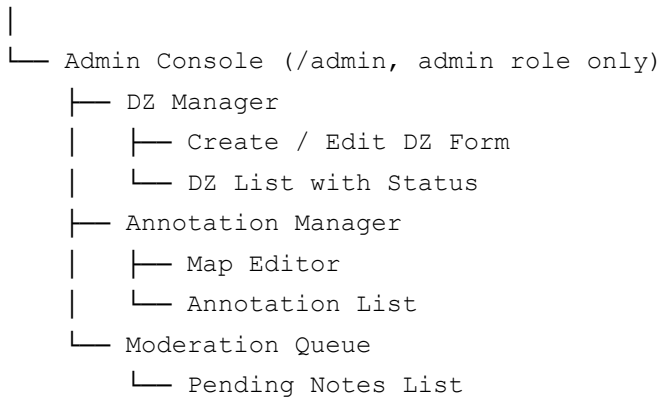 │
└── Admin Console (/admin, admin role only)
    ├── DZ Manager
    │   ├── Create / Edit DZ Form
    │   └── DZ List with Status
    ├── Annotation Manager
    │   ├── Map Editor
    │   └── Annotation List
    └── Moderation Queue
        └── Pending Notes List